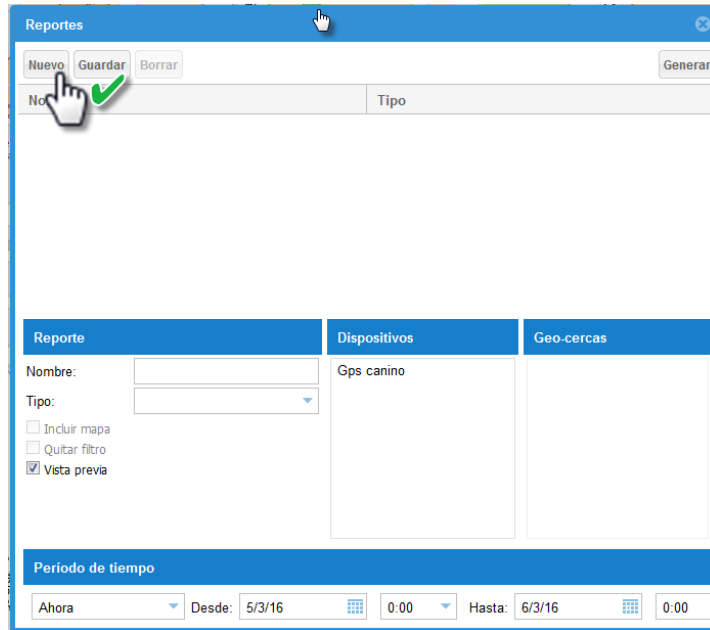 Reportes
Nuevo Guardar Borrar Generar
Tipo
Reporte Dispositivos Geo-cercas
Nombre: Gps canino
Tipo:
Incluir mapa
Quitar filtro
Vista previa
Período de tiempo
Ahora Desde: 5/3/16 0:00 Hasta: 6/3/16 0:00